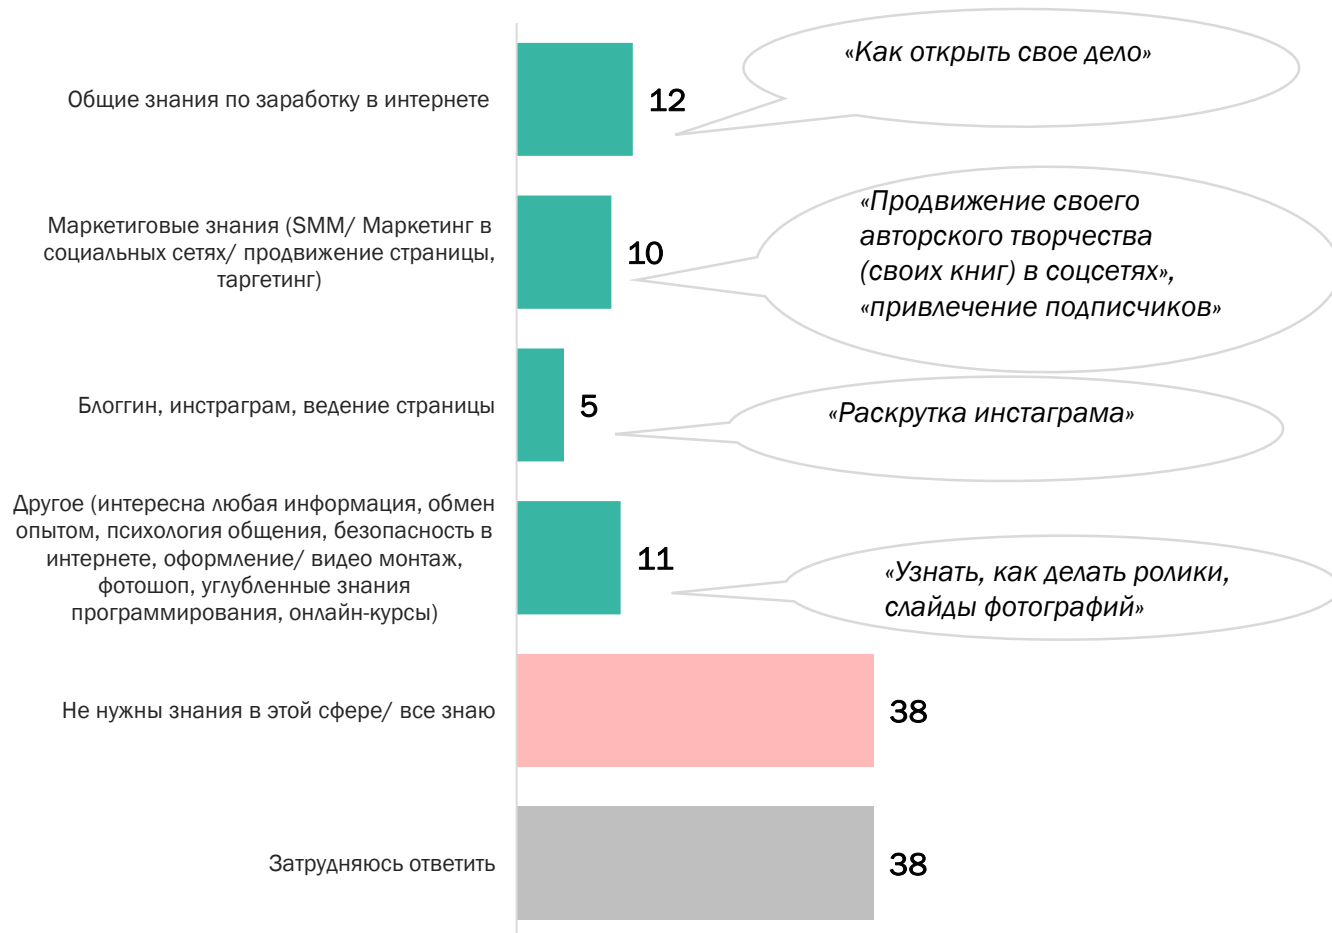 «Как открыть свое дело»
Общие знания по заработку в интернете
12
Маркетиговые знания (SMM/ Маркетинг в
социальных сетях/ продвижение страницы,
таргетинг)
10
«Продвижение своего
авторского творчества
(своих книг) в соцсетях»,
«привлечение подписчиков»
Блоггин, инстраграм, ведение страницы
5
«Раскрутка инстаграма»
Другое (интересна любая информация, обмен
опытом, психология общения, безопасность в
интернете, оформление/ видео монтаж,
фотошоп, углубленные знания
программирования, онлайн-курсы)
11
«Узнать, как делать ролики,
слайды фотографий»
Не нужны знания в этой сфере/ все знаю
38
Затрудняюсь ответить
38